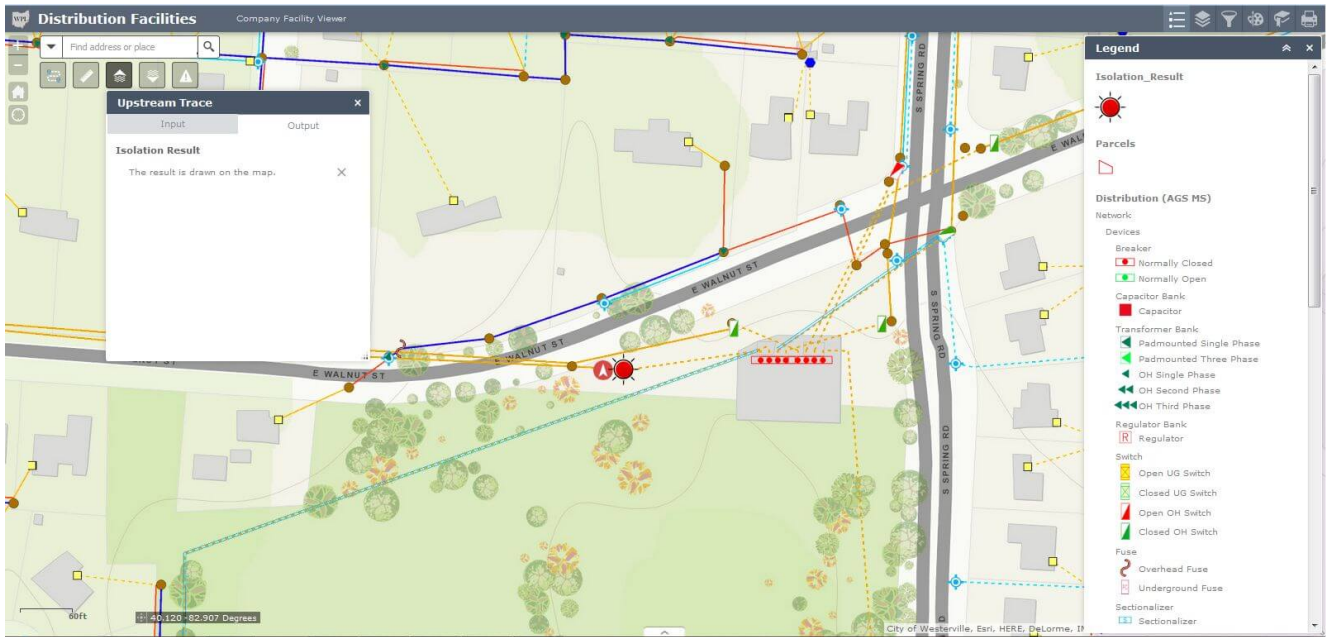 WPL Distribution Facilities Company Facility Viewer
Find address or place
Upstream Trace
Input Output
Isolation Result
The result is drawn on the map.
S SPRING RD
E WAL
E WALNUT ST
S SPRING RD
E WALNUT ST
E WALNUT ST
S SPRING RD
60ft
40.120 -82.907 Degrees
City of Westerville, Esri, HERE, DeLorme, IN
Legend
Isolation_Result
Parcels
Distribution (AGS MS)
Network
Devices
Breaker
Normally Closed
Normally Open
Capacitor Bank
Capacitor
Transformer Bank
Padmounted Single Phase
Padmounted Three Phase
OH Single Phase
OH Second Phase
OH Third Phase
Regulator Bank
R Regulator
Switch
Open UG Switch
Closed UG Switch
Open OH Switch
Closed OH Switch
Fuse
Overhead Fuse
Underground Fuse
Sectionalizer
Sectionalizer